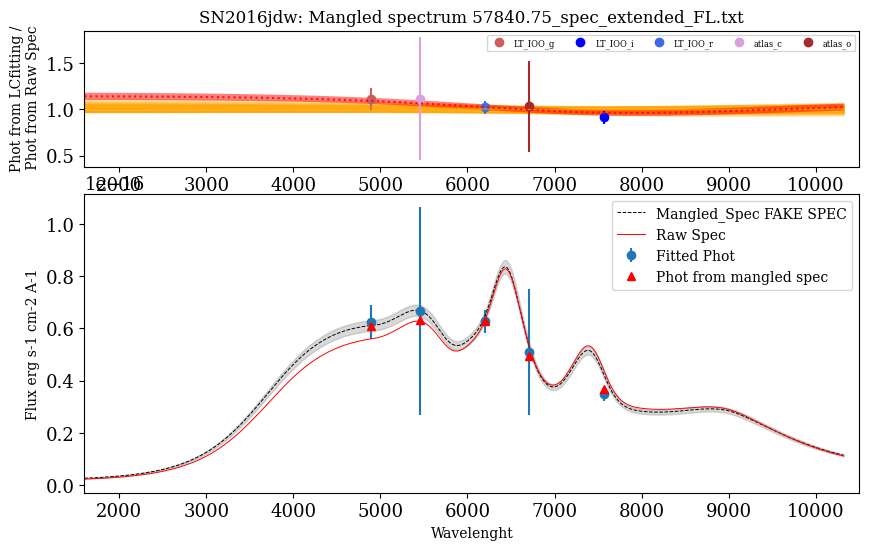 SN2016jdw: Mangled spectrum 57840.75_spec_extended_FL.txt
Phot from LCfitting /
Phot from Raw Spec
1.5
1.0
0.5
LT_IOO_g LT_IOO_i LT_IOO_r atlas_c atlas_o
2000 3000 4000 5000 6000 7000 8000 9000 10000
1e−16
Flux erg s-1 cm-2 A-1
1.0
0.8
0.6
0.4
0.2
0.0
Mangled_Spec FAKE SPEC
Raw Spec
Fitted Phot
Phot from mangled spec
2000 3000 4000 5000 6000 7000 8000 9000 10000
Wavelenght